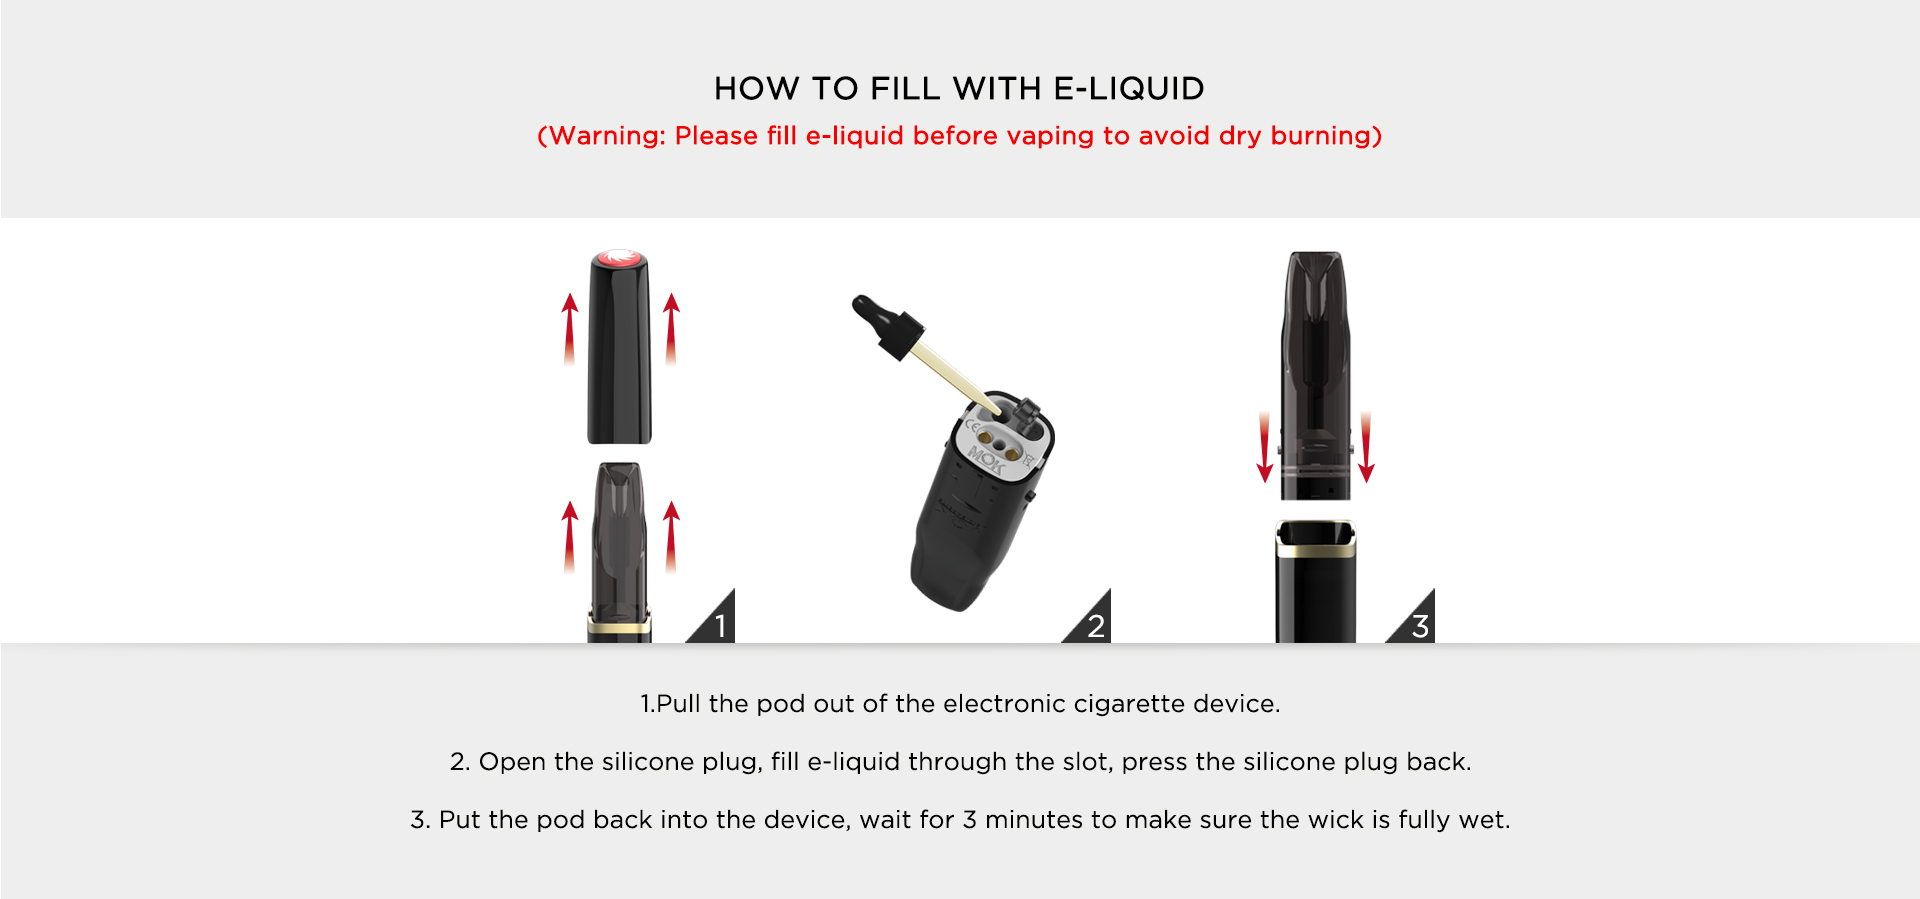 HOW TO FILL WITH E-LIQUID
(Warning: Please fill e-liquid before vaping to avoid dry burning)
CE
MOK
1
2
3
1.Pull the pod out of the electronic cigarette device.
2. Open the silicone plug, fill e-liquid through the slot, press the silicone plug back.
3. Put the pod back into the device, wait for 3 minutes to make sure the wick is fully wet.